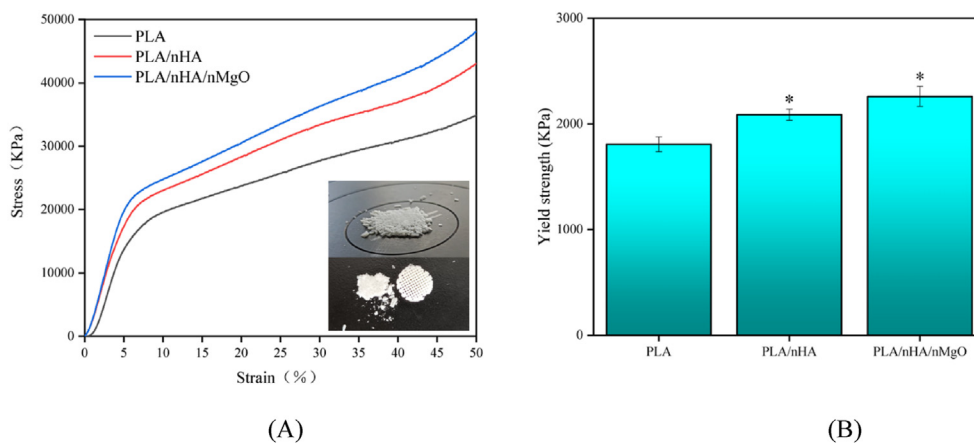 50000
40000
30000
20000
10000
0
Stress（KPa）
PLA
PLA/nHA
PLA/nHA/nMgO
0 5 10 15 20 25 30 35 40 45 50
Strain（%）
(A)
3000
2000
1000
0
Yield strength (KPa)
*
*
PLA PLA/nHA PLA/nHA/nMgO
(B)